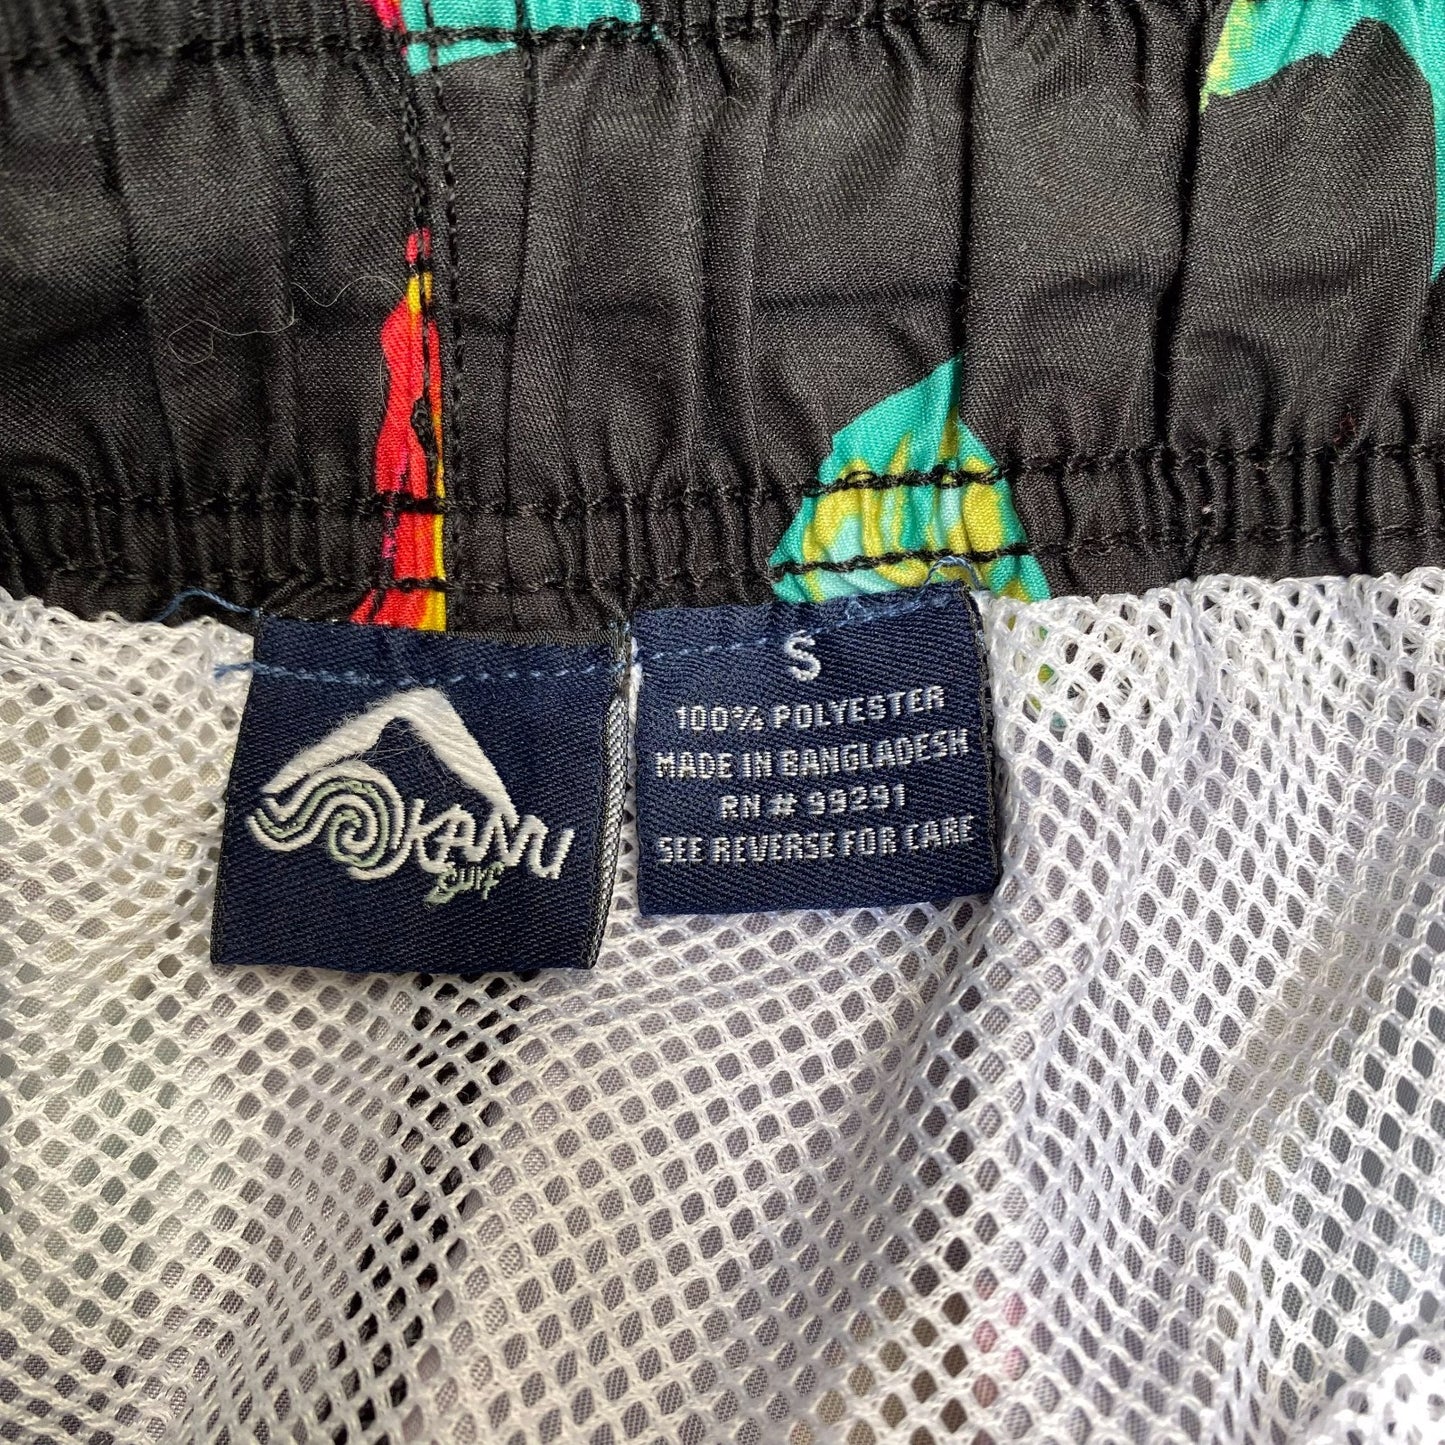 KANU
SURF
S
100% POLYESTER
MADE IN BANGLADESH
RN # 99291
SEE REVERSE FOR CARE